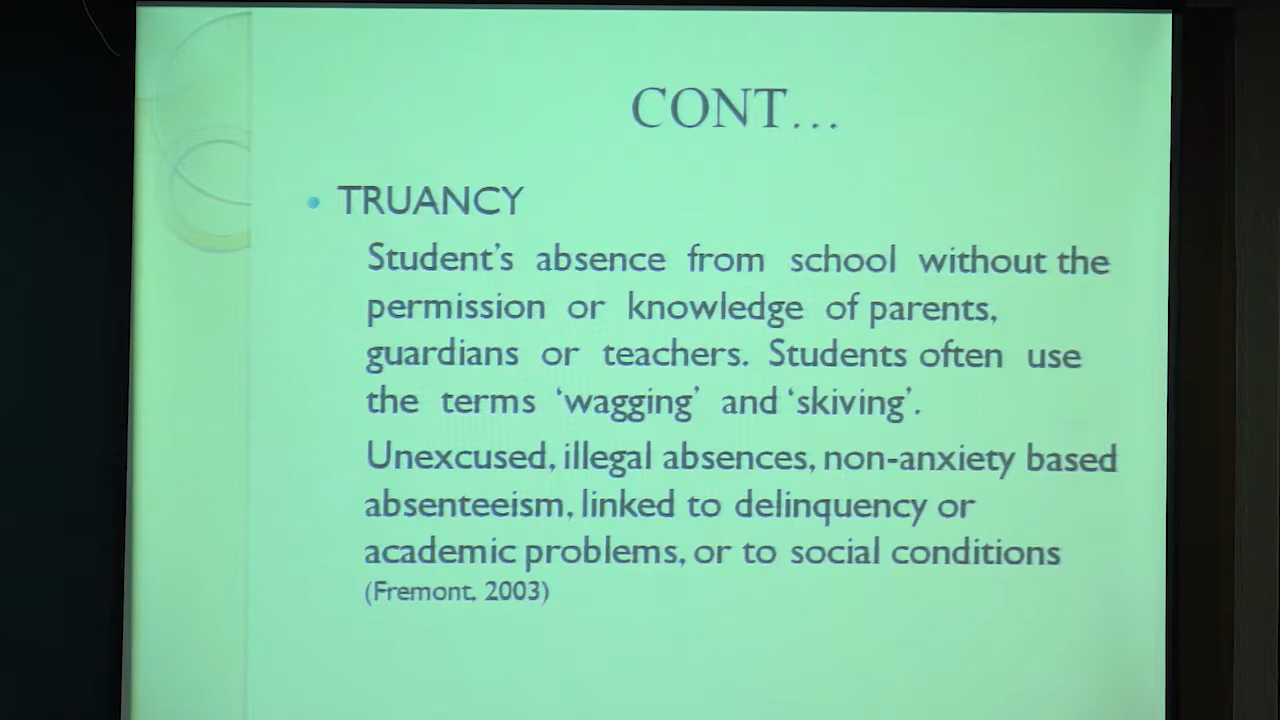 CONT...
• TRUANCY
Student's absence from school without the
permission or knowledge of parents,
guardians or teachers. Students often use
the terms ‘wagging’ and ‘skiving’.
Unexcused, illegal absences, non-anxiety based
absenteeism, linked to delinquency or
academic problems, or to social conditions
(Fremont, 2003)